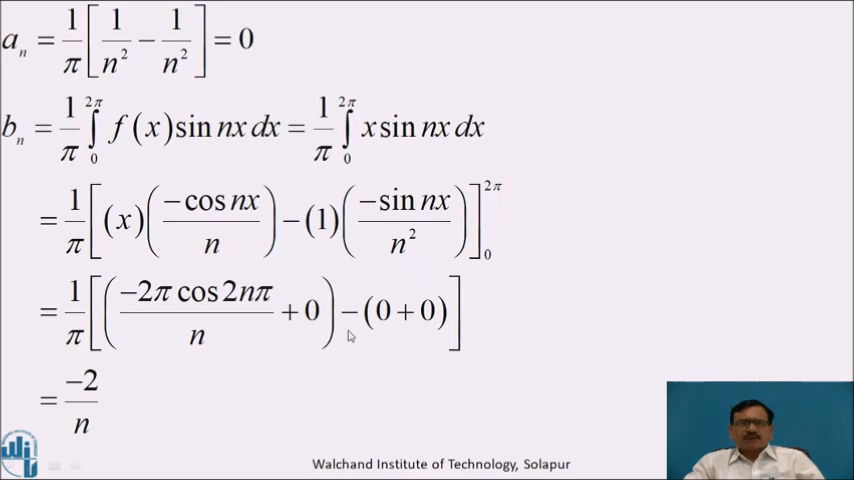 aₙ = 1/π [ 1/n² − 1/n² ] = 0
bₙ = 1/π ∫₀^{2π} f(x) sin nx dx = 1/π ∫₀^{2π} x sin nx dx
= 1/π [ (x) ( −cos nx / n ) − (1) ( −sin nx / n² ) ]₀^{2π}
= 1/π [ ( −2π cos 2nπ / n + 0 ) − (0 + 0) ]
= −2/n
Walchand Institute of Technology, Solapur